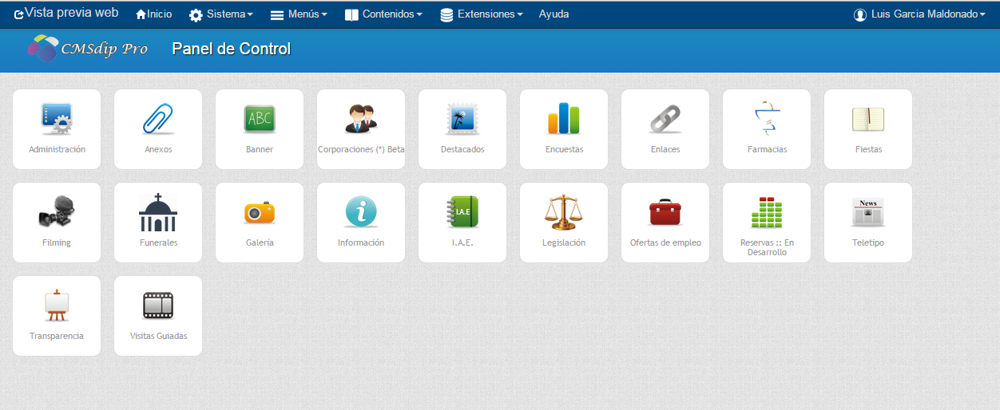 Vista previa web Inicio Sistema Menús Contenidos Extensiones Ayuda Luis Garcia Maldonado
CMSdip Pro Panel de Control
ABC
Administración Anexos Banner Corporaciones (*) Beta Destacados Encuestas Enlaces Farmacias Fiestas
I.A.E
News
Filming Funerales Galería Información I.A.E. Legislación Ofertas de empleo Reservas :: En Desarrollo Teletipo
Transparencia Visitas Guiadas